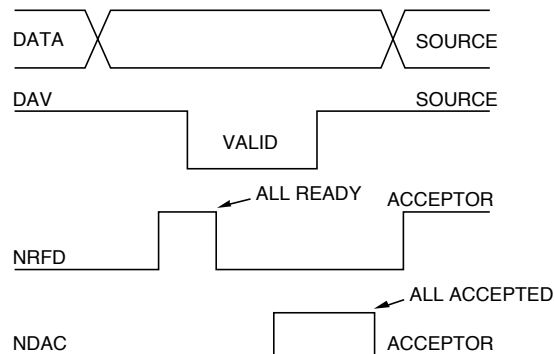 DATA SOURCE
DAV SOURCE
VALID
ALL READY
ACCEPTOR
NRFD
ALL ACCEPTED
NDAC ACCEPTOR